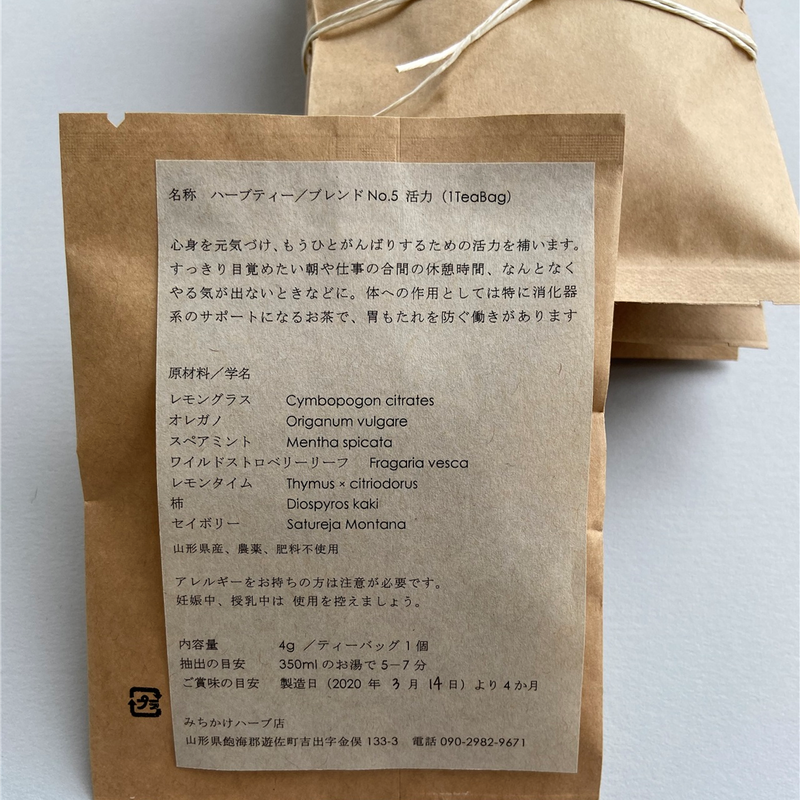 名称　ハーブティー／ブレンド No.5 活力（1TeaBag）
心身を元気づけ、もうひとがんばりするための活力を補います。
すっきり目覚めたい朝や仕事の合間の休憩時間、なんとなく
やる気が出ないときなどに。体への作用としては特に消化器
系のサポートになるお茶で、胃もたれを防ぐ働きがあります
原材料／学名
レモングラス　Cymbopogon citrates
オレガノ　Origanum vulgare
スペアミント　Mentha spicata
ワイルドストロベリーリーフ　Fragaria vesca
レモンタイム　Thymus × citriodorus
柿　Diospyros kaki
セイボリー　Satureja Montana
山形県産、農薬、肥料不使用
アレルギーをお持ちの方は注意が必要です。
妊娠中、授乳中は 使用を控えましょう。
内容量　4g ／ティーバッグ 1 個
抽出の目安　350ml のお湯で 5－7 分
ご賞味の目安　製造日（2020 年 3 月 14 日）より 4 か月
プラ
みちかけハーブ店
山形県飽海郡遊佐町吉出字金俣 133-3　電話 090-2982-9671